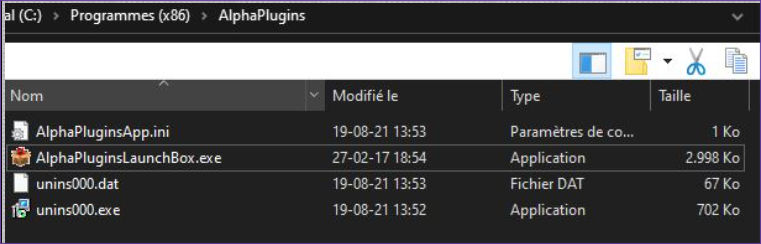 al (C:) > Programmes (x86) > AlphaPlugins
Nom Modifié le Type Taille
AlphaPluginsApp.ini 19-08-21 13:53 Paramètres de co... 1 Ko
AlphaPluginsLaunchBox.exe 27-02-17 18:54 Application 2.998 Ko
unins000.dat 19-08-21 13:53 Fichier DAT 67 Ko
unins000.exe 19-08-21 13:52 Application 702 Ko